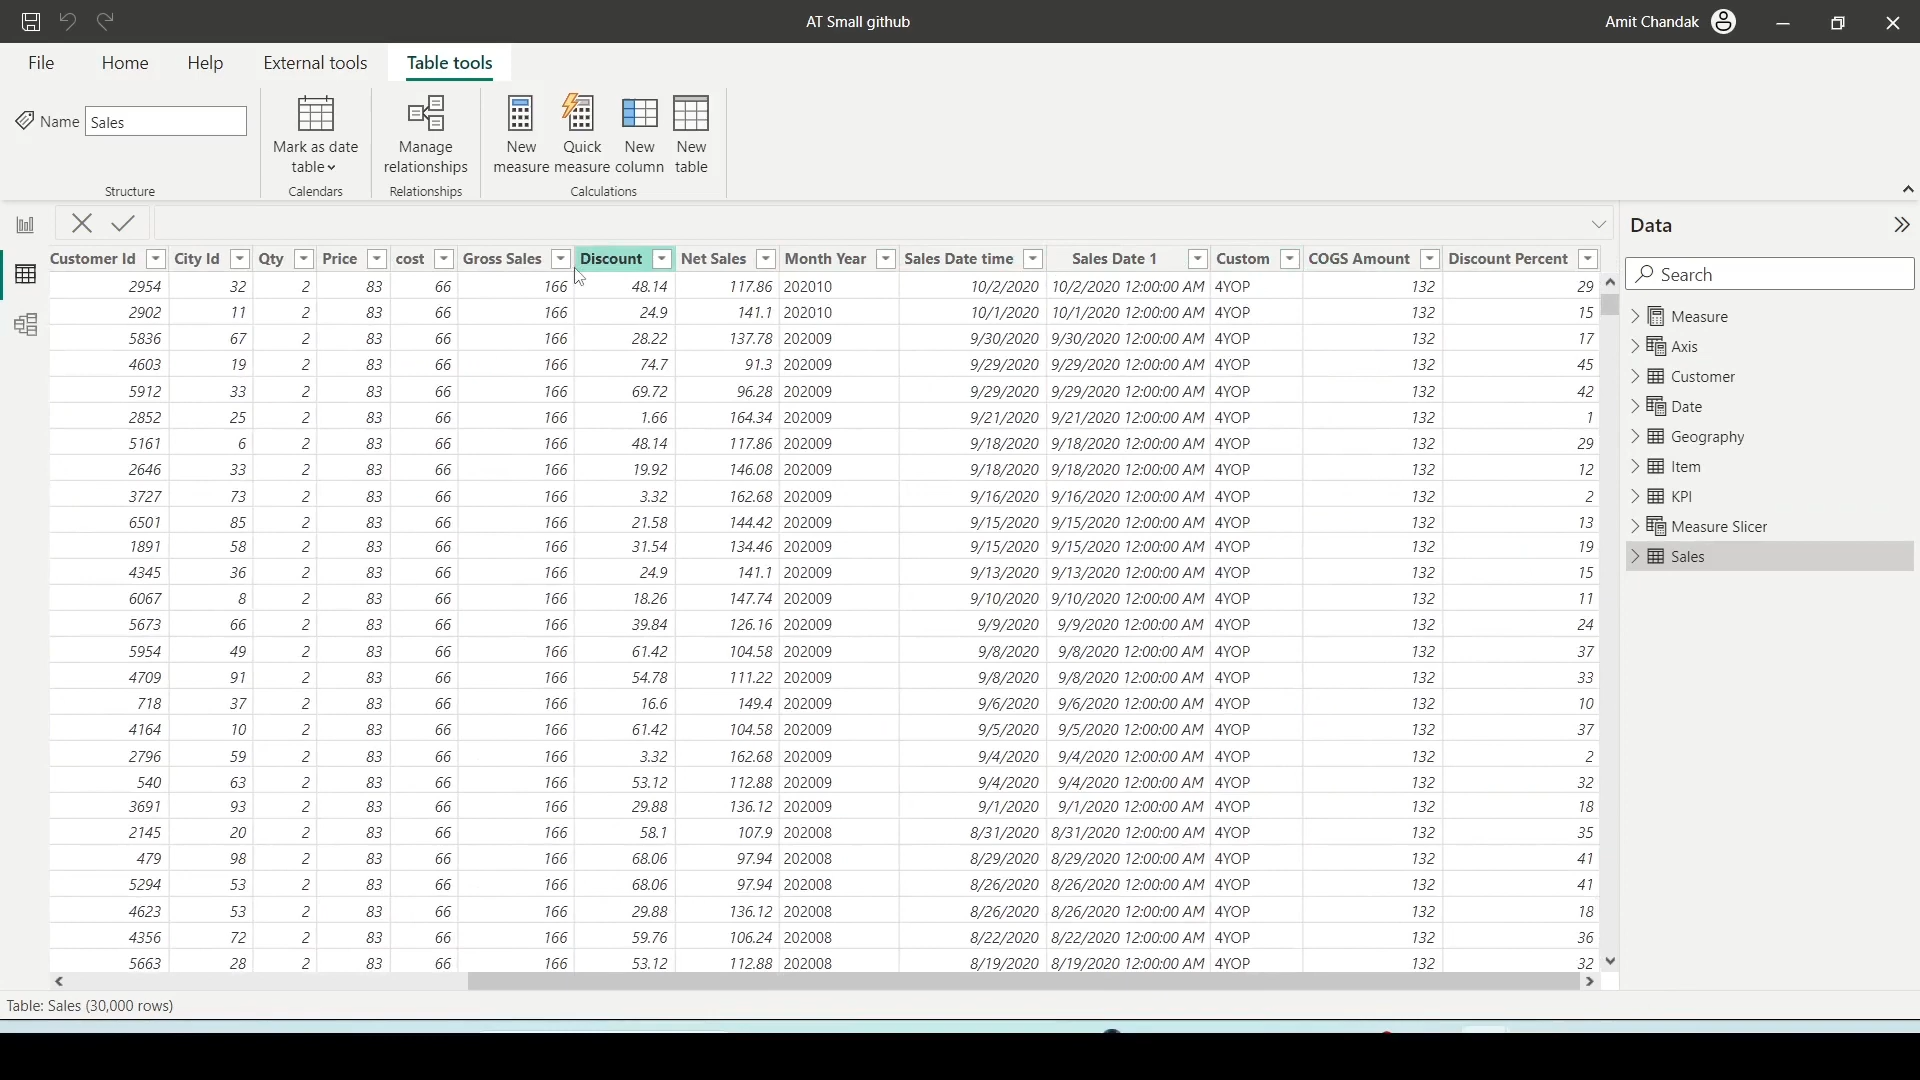 AT Small github
Amit Chandak
File Home Help External tools Table tools
Name Sales
Mark as date table
Manage relationships
New measure
Quick measure
New column
New table
Structure Calendars Relationships Calculations
Data
Search
Measure
Axis
Customer
Date
Geography
Item
KPI
Measure Slicer
Sales
Customer Id City Id Qty Price cost Gross Sales Discount Net Sales Month Year Sales Date time Sales Date 1 Custom COGS Amount Discount Percent
2954 32 2 83 66 166 48.14 117.86 202010 10/2/2020 10/2/2020 12:00:00 AM 4YOP 132 29
2902 11 2 83 66 166 24.9 141.1 202010 10/1/2020 10/1/2020 12:00:00 AM 4YOP 132 15
5836 67 2 83 66 166 28.22 137.78 202009 9/30/2020 9/30/2020 12:00:00 AM 4YOP 132 17
4603 19 2 83 66 166 74.7 91.3 202009 9/29/2020 9/29/2020 12:00:00 AM 4YOP 132 45
5912 33 2 83 66 166 69.72 96.28 202009 9/29/2020 9/29/2020 12:00:00 AM 4YOP 132 42
2852 25 2 83 66 166 1.66 164.34 202009 9/21/2020 9/21/2020 12:00:00 AM 4YOP 132 1
5161 6 2 83 66 166 48.14 117.86 202009 9/18/2020 9/18/2020 12:00:00 AM 4YOP 132 29
2646 33 2 83 66 166 19.92 146.08 202009 9/18/2020 9/18/2020 12:00:00 AM 4YOP 132 12
3727 73 2 83 66 166 3.32 162.68 202009 9/16/2020 9/16/2020 12:00:00 AM 4YOP 132 2
6501 85 2 83 66 166 21.58 144.42 202009 9/15/2020 9/15/2020 12:00:00 AM 4YOP 132 13
1891 58 2 83 66 166 31.54 134.46 202009 9/15/2020 9/15/2020 12:00:00 AM 4YOP 132 19
4345 36 2 83 66 166 24.9 141.1 202009 9/13/2020 9/13/2020 12:00:00 AM 4YOP 132 15
6067 8 2 83 66 166 18.26 147.74 202009 9/10/2020 9/10/2020 12:00:00 AM 4YOP 132 11
5673 66 2 83 66 166 39.84 126.16 202009 9/9/2020 9/9/2020 12:00:00 AM 4YOP 132 24
5954 49 2 83 66 166 61.42 104.58 202009 9/8/2020 9/8/2020 12:00:00 AM 4YOP 132 37
4709 91 2 83 66 166 54.78 111.22 202009 9/8/2020 9/8/2020 12:00:00 AM 4YOP 132 33
718 37 2 83 66 166 16.6 149.4 202009 9/6/2020 9/6/2020 12:00:00 AM 4YOP 132 10
4164 10 2 83 66 166 61.42 104.58 202009 9/5/2020 9/5/2020 12:00:00 AM 4YOP 132 37
2796 59 2 83 66 166 3.32 162.68 202009 9/4/2020 9/4/2020 12:00:00 AM 4YOP 132 2
540 63 2 83 66 166 53.12 112.88 202009 9/4/2020 9/4/2020 12:00:00 AM 4YOP 132 32
3691 93 2 83 66 166 29.88 136.12 202009 9/1/2020 9/1/2020 12:00:00 AM 4YOP 132 18
2145 20 2 83 66 166 58.1 107.9 202008 8/31/2020 8/31/2020 12:00:00 AM 4YOP 132 35
479 98 2 83 66 166 68.06 97.94 202008 8/29/2020 8/29/2020 12:00:00 AM 4YOP 132 41
5294 53 2 83 66 166 68.06 97.94 202008 8/26/2020 8/26/2020 12:00:00 AM 4YOP 132 41
4623 53 2 83 66 166 29.88 136.12 202008 8/26/2020 8/26/2020 12:00:00 AM 4YOP 132 18
4356 72 2 83 66 166 59.76 106.24 202008 8/22/2020 8/22/2020 12:00:00 AM 4YOP 132 36
5663 28 2 83 66 166 53.12 112.88 202008 8/19/2020 8/19/2020 12:00:00 AM 4YOP 132 32
Table: Sales (30,000 rows)